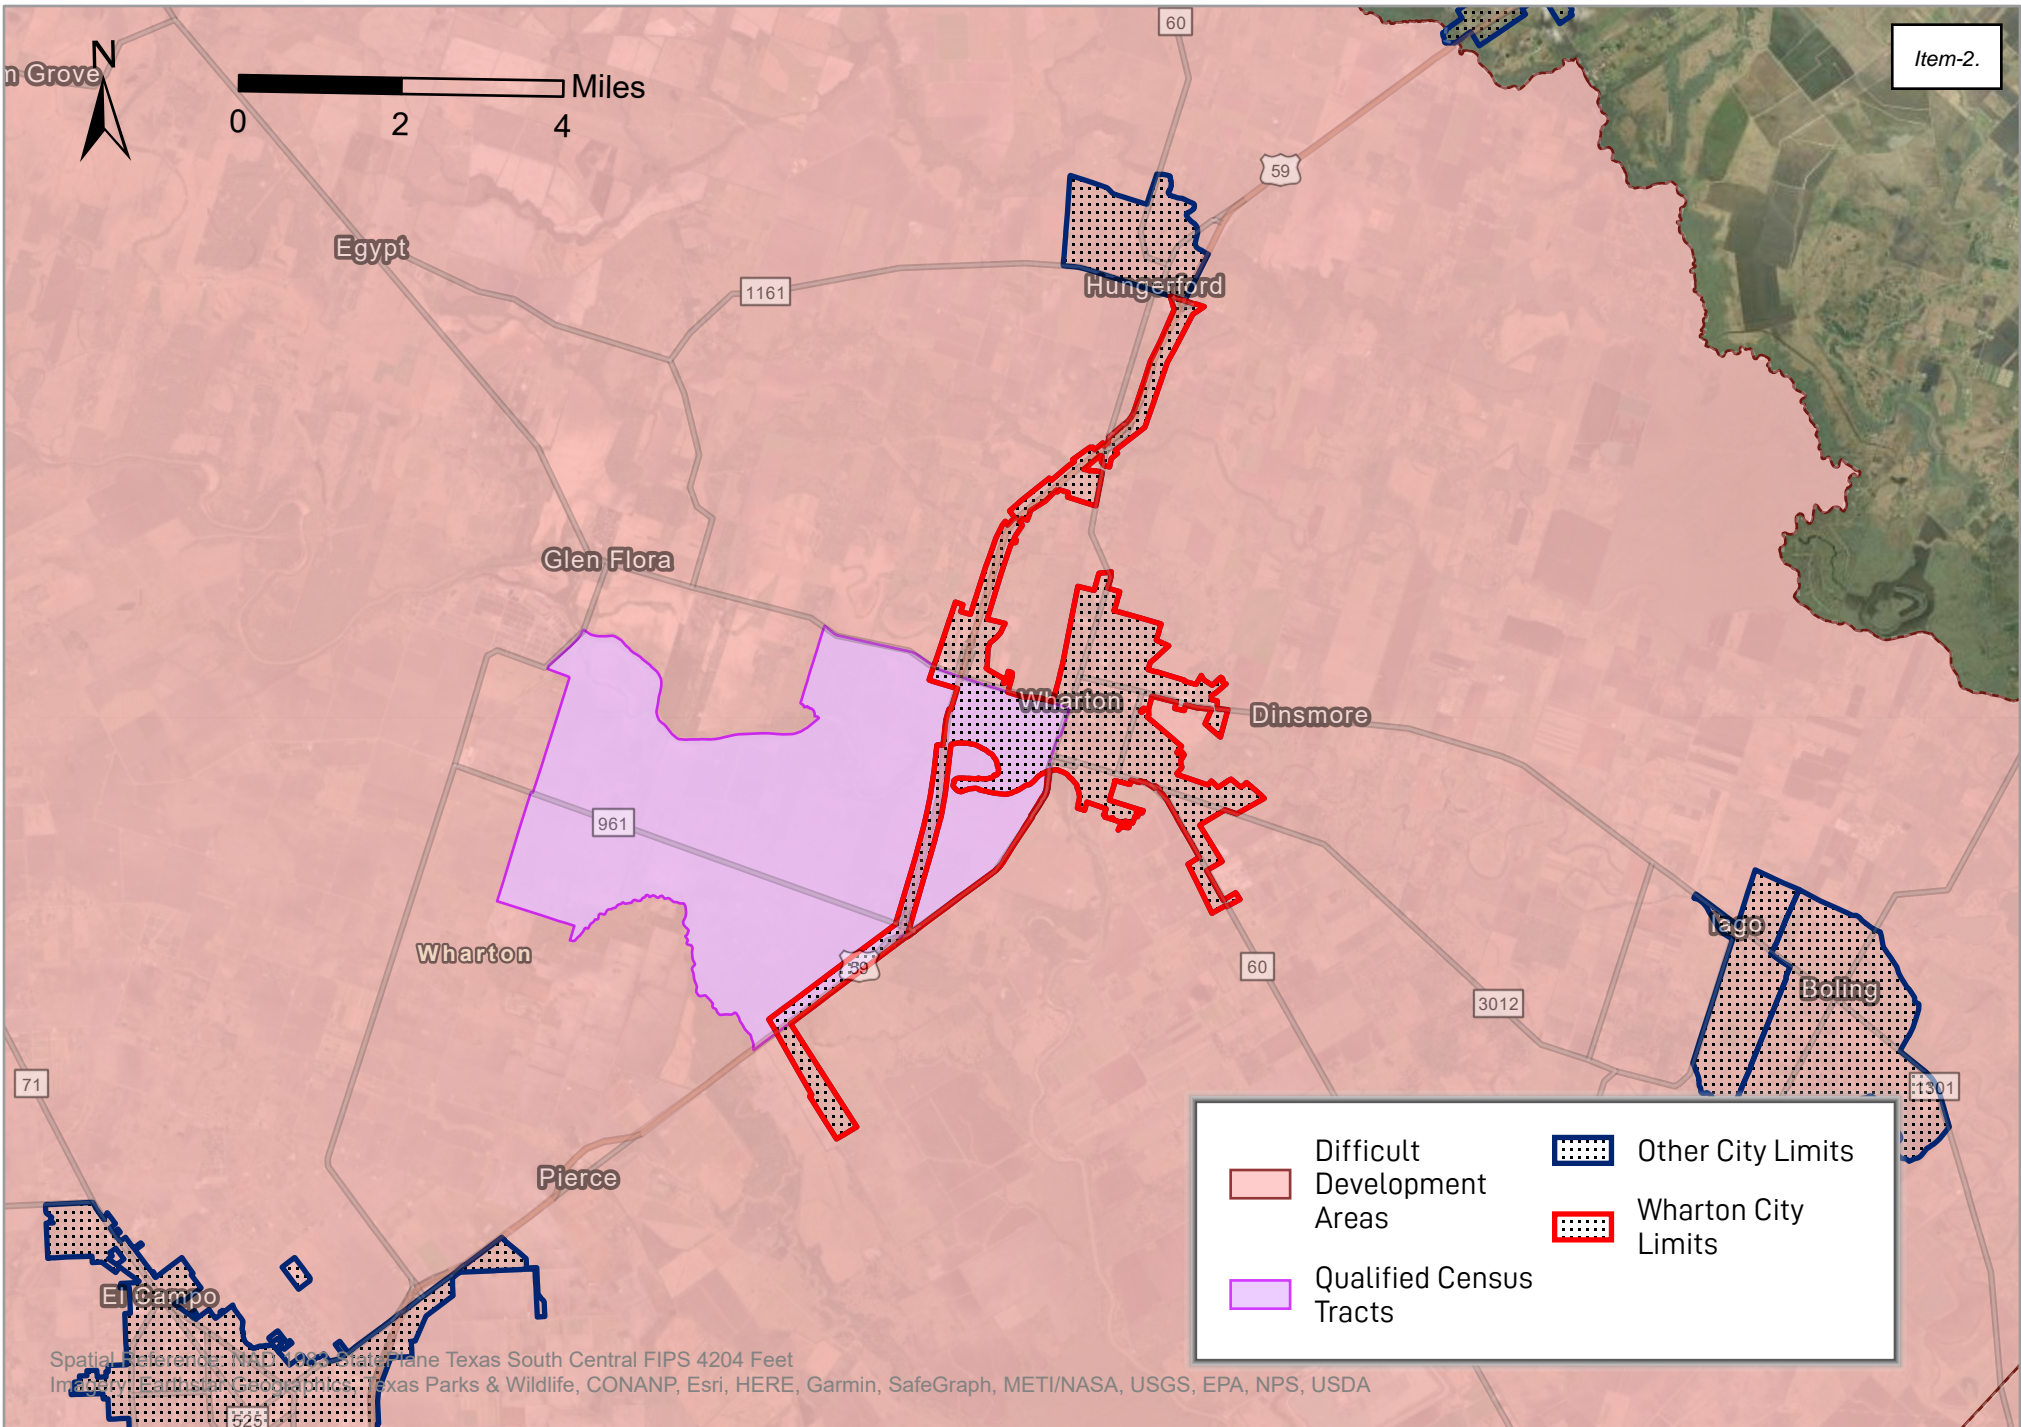 60
Item-2.
N
m Grove
Miles
0 2 4
59
Egypt
1161
Hungerford
Glen Flora
Wharton
Dinsmore
961
Wharton
Iago
59
60
Boling
3012
71
1301
Pierce
El Campo
Difficult
Development
Areas
Qualified Census
Tracts
Other City Limits
Wharton City
Limits
Spatial Reference: NAD 1983 StatePlane Texas South Central FIPS 4204 Feet
Imagery: Earthstar Geographics, Texas Parks & Wildlife, CONANP, Esri, HERE, Garmin, SafeGraph, METI/NASA, USGS, EPA, NPS, USDA
525